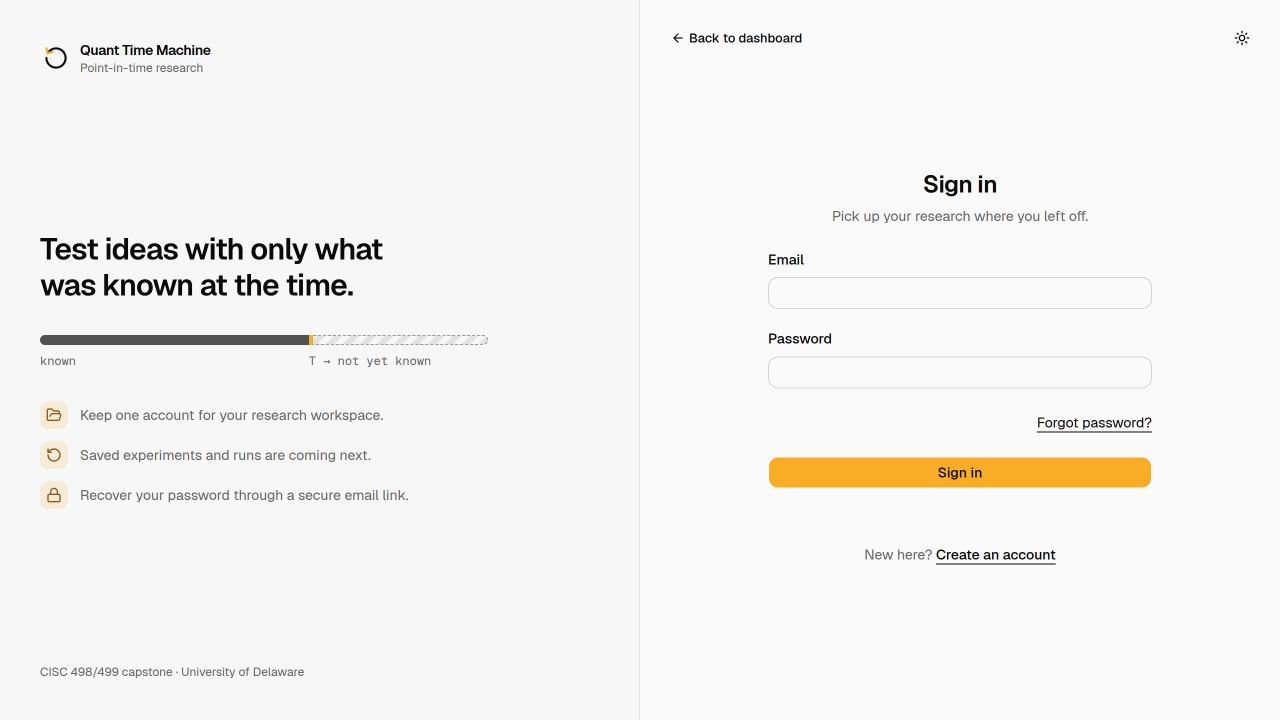 Quant Time Machine
Point-in-time research
Test ideas with only what
was known at the time.
known
T → not yet known
Keep one account for your research workspace.
Saved experiments and runs are coming next.
Recover your password through a secure email link.
CISC 498/499 capstone · University of Delaware
← Back to dashboard
Sign in
Pick up your research where you left off.
Email
Password
Forgot password?
Sign in
New here? Create an account